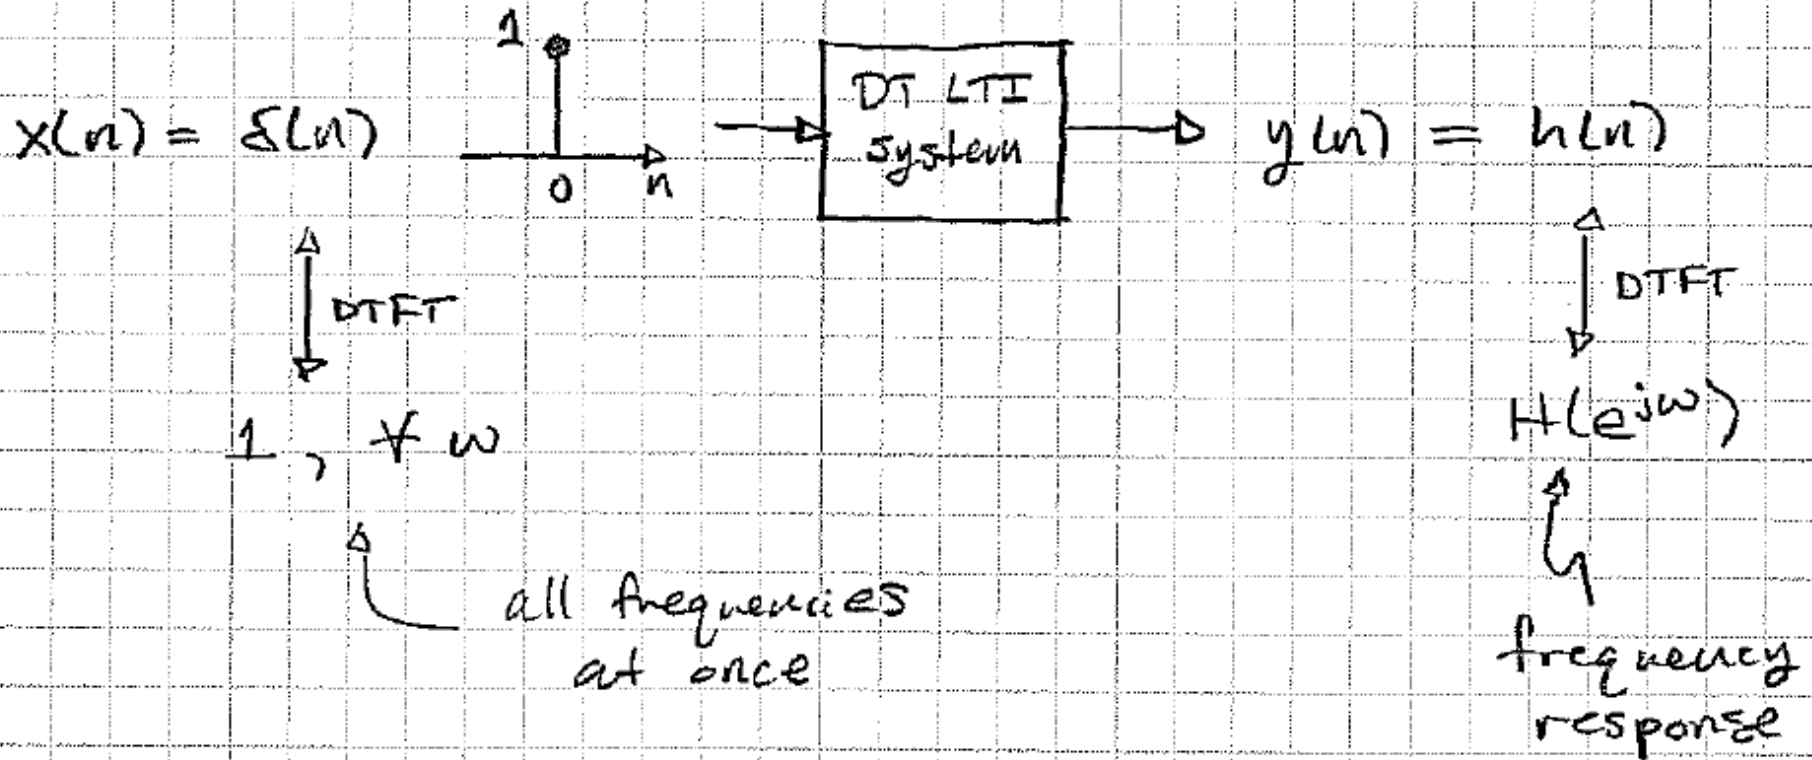 1
DT LTI
system
x(n) = δ(n)
y(n) = h(n)
0
n
DTFT
DTFT
1, ∀ ω
H(e^jω)
all frequencies
at once
frequency
response